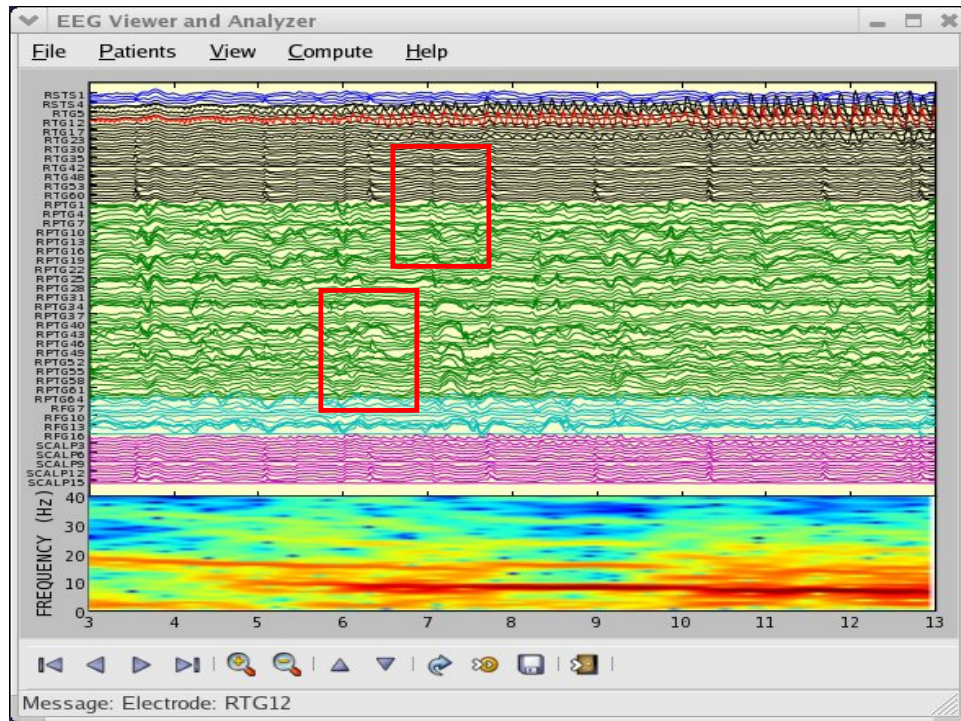 EEG Viewer and Analyzer
File Patients View Compute Help
RSTS1
RSTS4
RTG5
RTG12
RTG17
RTG23
RTG30
RTG35
RTG42
RTG48
RTG53
RTG60
RPTG1
RPTG4
RPTG7
RPTG10
RPTG13
RPTG16
RPTG19
RPTG22
RPTG25
RPTG28
RPTG31
RPTG34
RPTG37
RPTG40
RPTG43
RPTG46
RPTG49
RPTG52
RPTG55
RPTG58
RPTG61
RPTG64
RFG7
RFG10
RFG13
RFG16
SCALP3
SCALP6
SCALP9
SCALP12
SCALP15
FREQUENCY (Hz)
40
30
20
10
0
3 4 5 6 7 8 9 10 11 12 13
Message: Electrode: RTG12